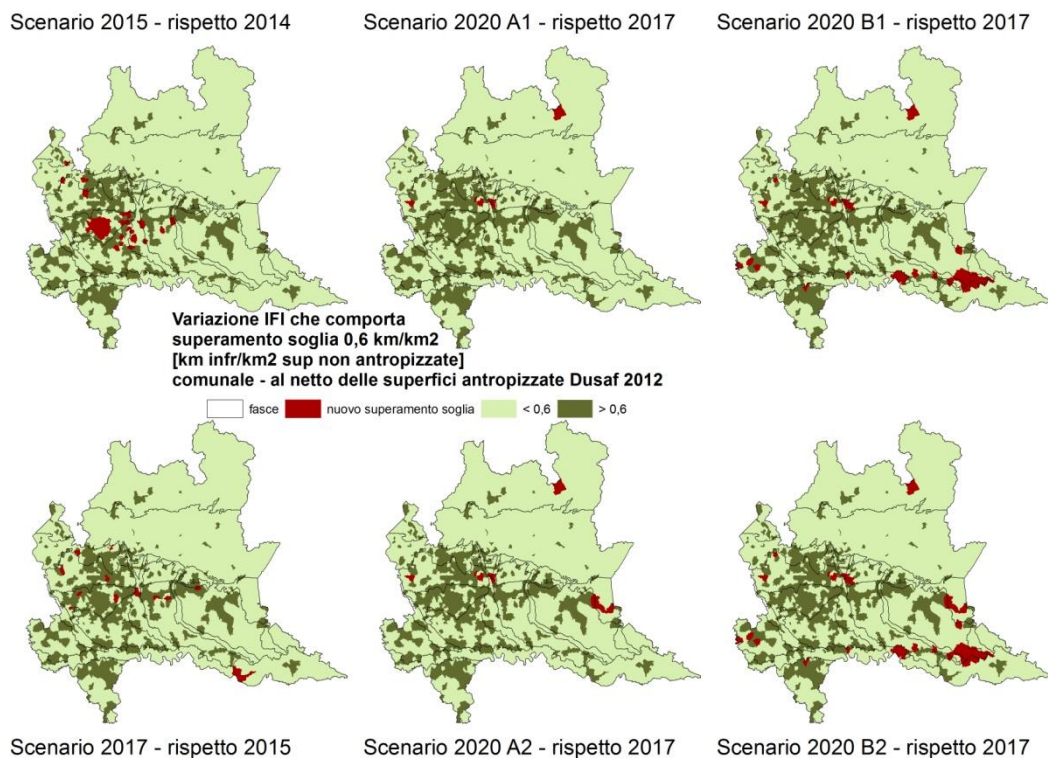 Scenario 2015 - rispetto 2014
Scenario 2020 A1 - rispetto 2017
Scenario 2020 B1 - rispetto 2017
Variazione IFI che comporta
superamento soglia 0,6 km/km2
[km infr/km2 sup non antropizzate]
comunale - al netto delle superfici antropizzate Dusaf 2012
fasce
nuovo superamento soglia
< 0,6
> 0,6
Scenario 2017 - rispetto 2015
Scenario 2020 A2 - rispetto 2017
Scenario 2020 B2 - rispetto 2017